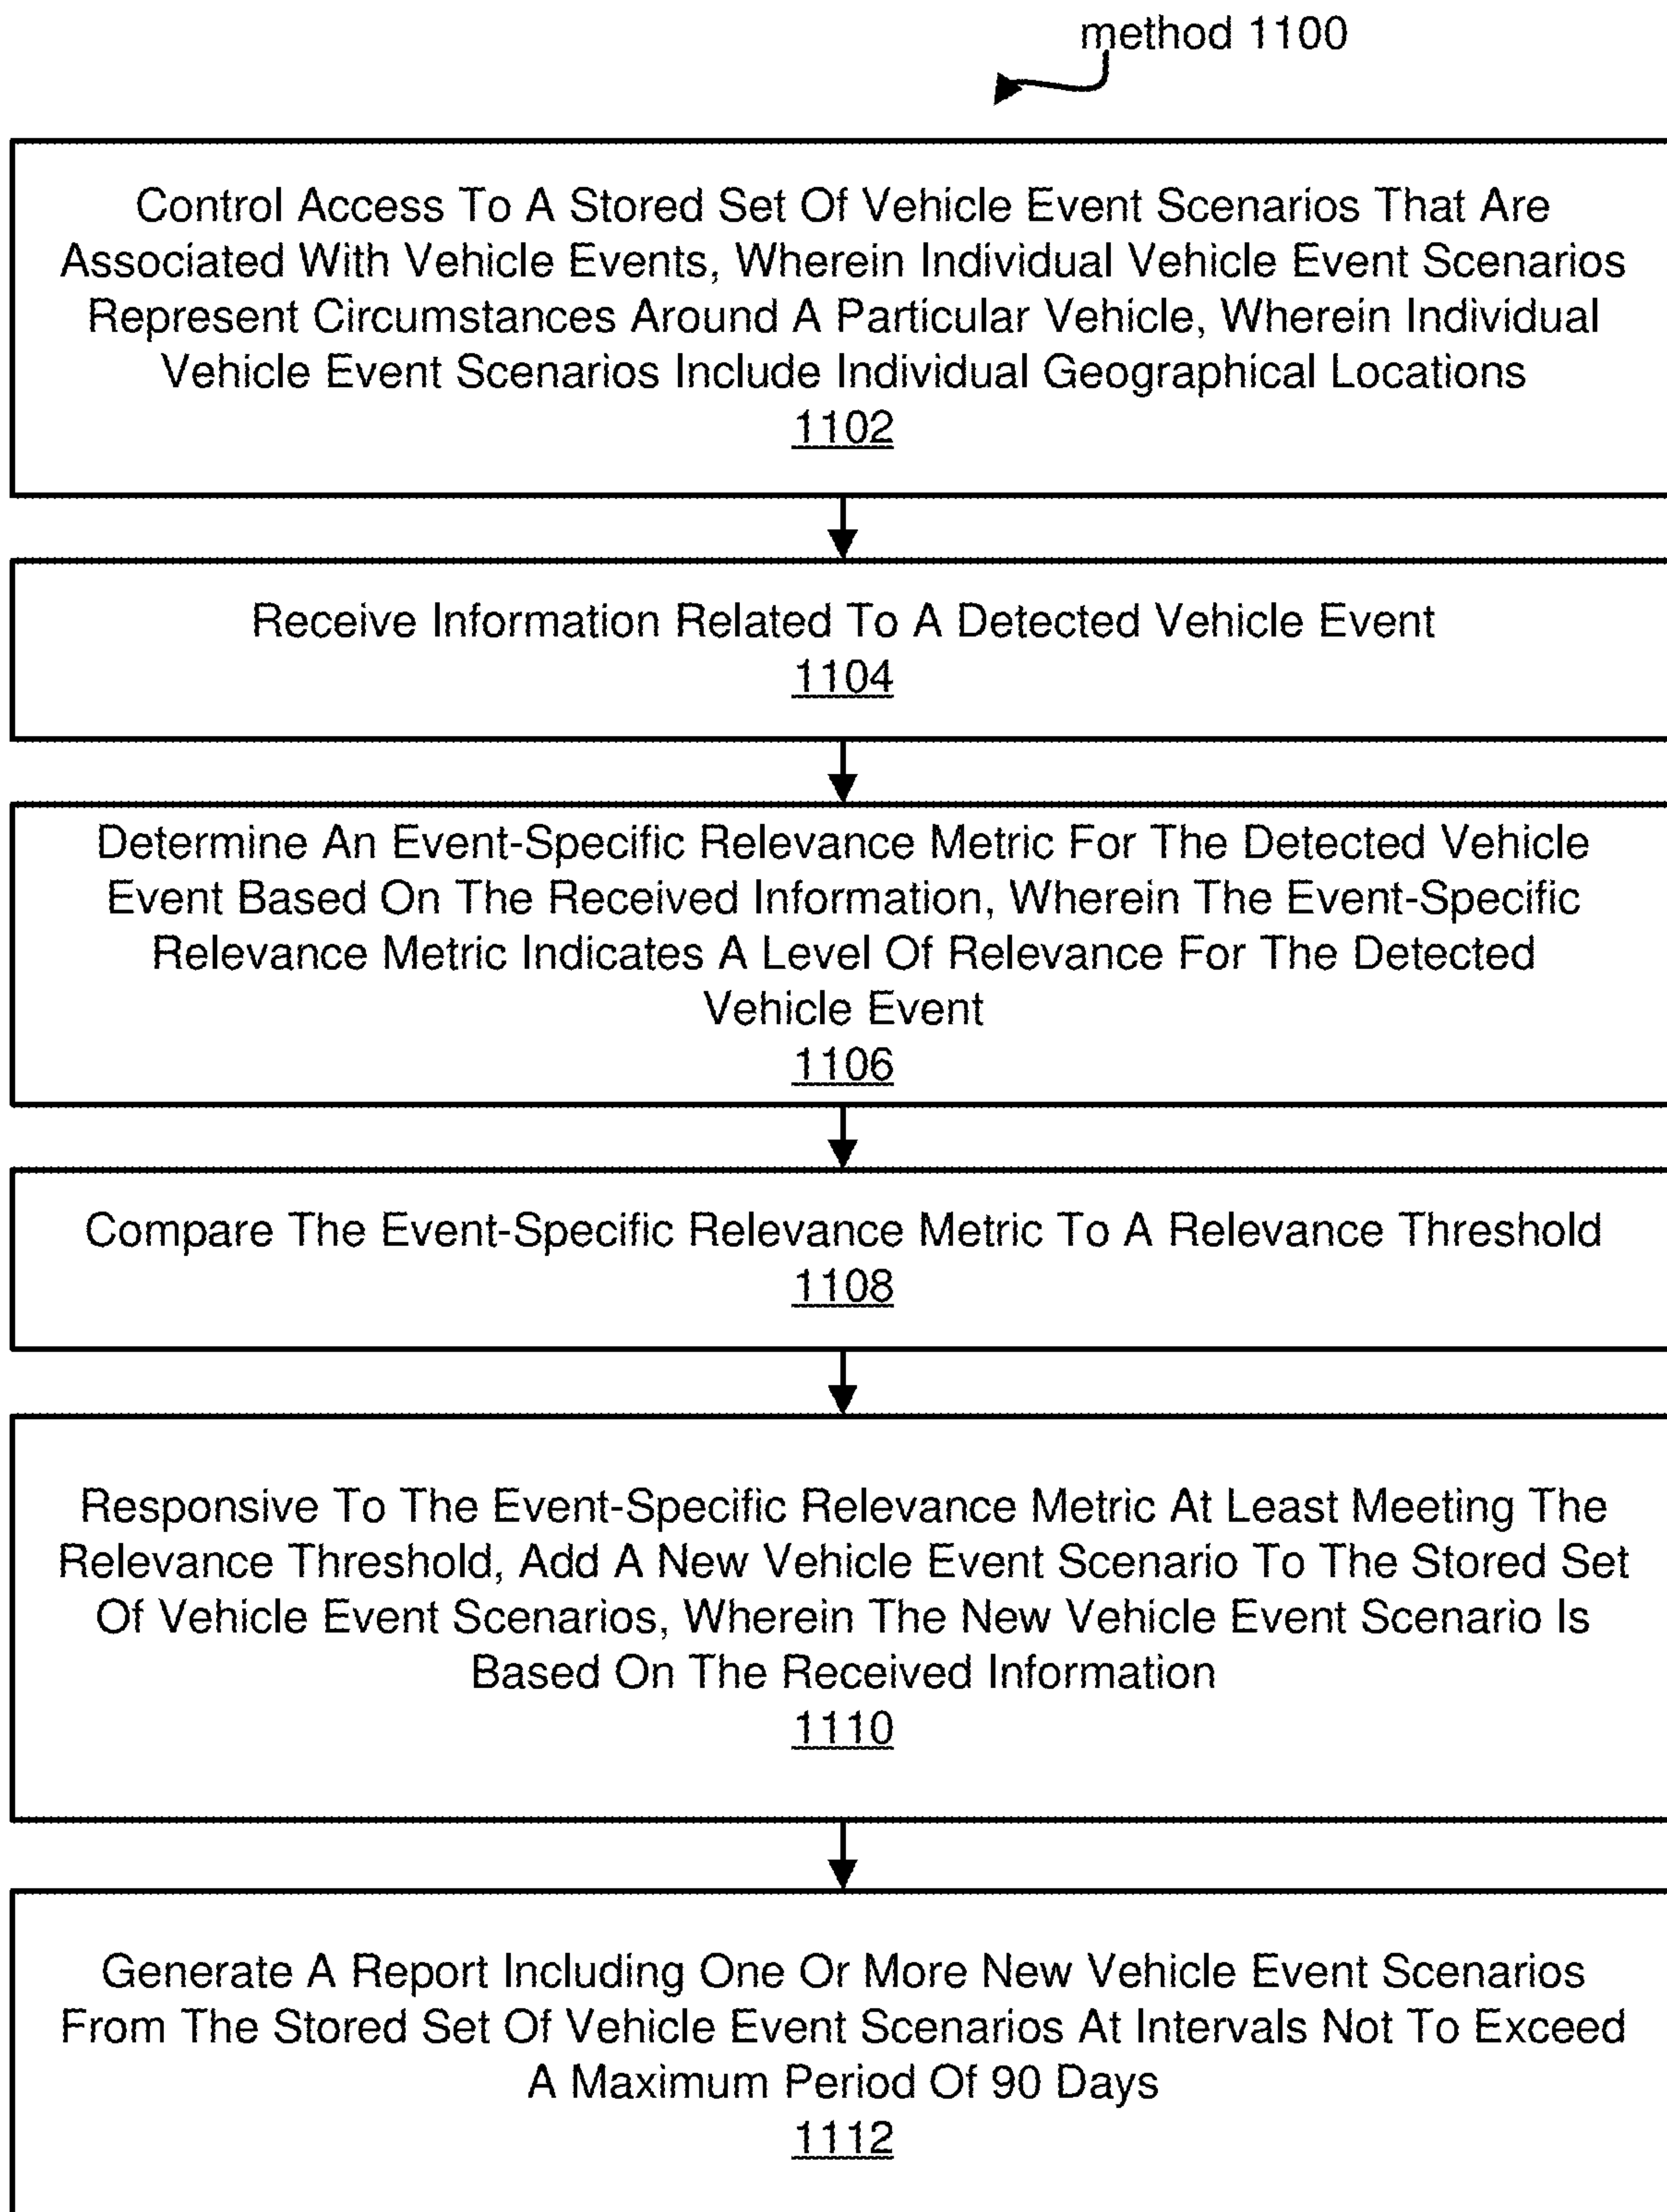 method 1100
Control Access To A Stored Set Of Vehicle Event Scenarios That Are
Associated With Vehicle Events, Wherein Individual Vehicle Event Scenarios
Represent Circumstances Around A Particular Vehicle, Wherein Individual
Vehicle Event Scenarios Include Individual Geographical Locations
1102
Receive Information Related To A Detected Vehicle Event
1104
Determine An Event-Specific Relevance Metric For The Detected Vehicle
Event Based On The Received Information, Wherein The Event-Specific
Relevance Metric Indicates A Level Of Relevance For The Detected
Vehicle Event
1106
Compare The Event-Specific Relevance Metric To A Relevance Threshold
1108
Responsive To The Event-Specific Relevance Metric At Least Meeting The
Relevance Threshold, Add A New Vehicle Event Scenario To The Stored Set
Of Vehicle Event Scenarios, Wherein The New Vehicle Event Scenario Is
Based On The Received Information
1110
Generate A Report Including One Or More New Vehicle Event Scenarios
From The Stored Set Of Vehicle Event Scenarios At Intervals Not To Exceed
A Maximum Period Of 90 Days
1112